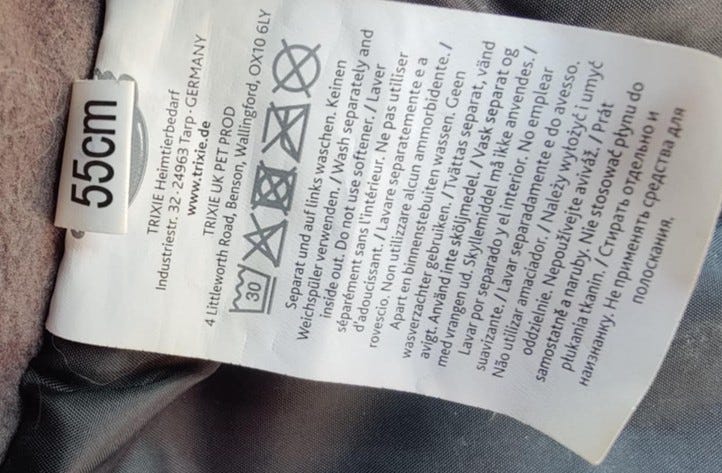 55cm
TRIXIE Heimtierbedarf
Industriestr. 32 · 24963 Tarp · GERMANY
www.trixie.de
TRIXIE UK PET PROD
4 Littleworth Road, Benson, Wallingford, OX10 6LY
30
Separat und auf links waschen. Keinen
Weichspüler verwenden. / Wash separately and
inside out. Do not use softener. / Laver
séparément sans l'intérieur. Ne pas utiliser
d'adoucissant. / Lavare separatamente e a
rovescio. Non utilizzare alcun ammorbidente. /
Apart en binnenstebuiten wassen. Geen
wasverzachter gebruiken. / Tvättas separat, vänd
avigt. Använd inte sköljmedel. / Vask separat og
med vrangen ud. Skyllemiddel må ikke anvendes. /
Lavar por separado y el interior. No emplear
suavizante. / Lavar separadamente e do avesso.
Não utilizar amaciador. / Należy wyłożyć i umyć
oddzielnie. Nepoužívejte aviváž. / Prát
samostatně a naruby. Nie stosować płynu do
płukania tkanin. / Стирать отдельно и
наизнанку. Не применять средства для
полоскания.